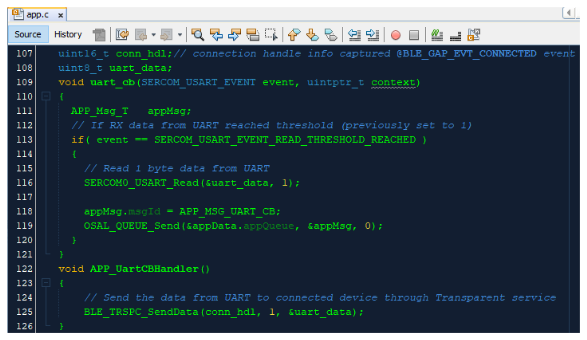 app.c x
Source History
107 uint16_t conn_hdl;// connection handle info captured @BLE_GAP_EVT_CONNECTED event
108 uint8_t uart_data;
109 void uart_cb(SERCOM_USART_EVENT event, uintptr_t context)
110 {
111 APP_Msg_T appMsg;
112 // If RX data from UART reached threshold (previously set to 1)
113 if( event == SERCOM_USART_EVENT_READ_THRESHOLD_REACHED )
114 {
115 // Read 1 byte data from UART
116 SERCOM0_USART_Read(&uart_data, 1);
117
118 appMsg.msgId = APP_MSG_UART_CB;
119 OSAL_QUEUE_Send(&appData.appQueue, &appMsg, 0);
120 }
121 }
122 void APP_UartCBHandler()
123 {
124 // Send the data from UART to connected device through Transparent service
125 BLE_TRSPC_SendData(conn_hdl, 1, &uart_data);
126 }